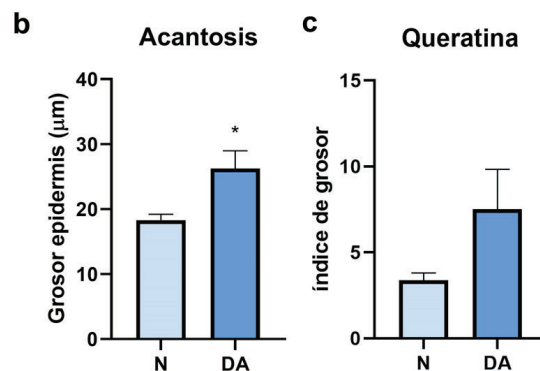 b
Acantosis
Grosor epidermis (µm)
40
30
20
10
0
*
N
DA
c
Queratina
índice de grosor
15
10
5
0
N
DA